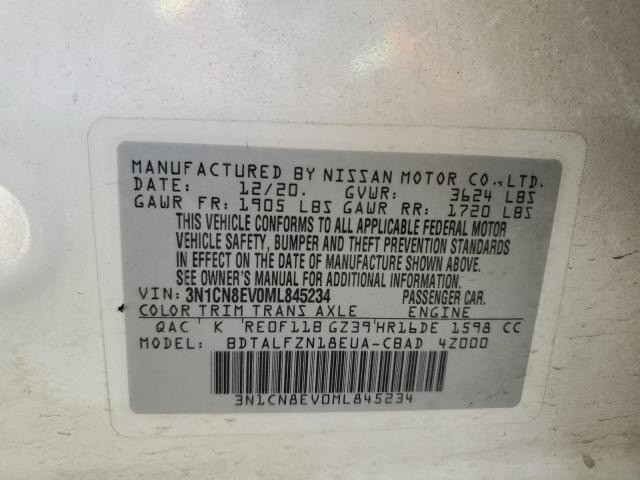 MANUFACTURED BY NISSAN MOTOR CO.,LTD.
DATE: 12/20. GVWR: 3624 LBS
GAWR FR: 1905 LBS GAWR RR: 1720 LBS
THIS VEHICLE CONFORMS TO ALL APPLICABLE FEDERAL MOTOR
VEHICLE SAFETY, BUMPER AND THEFT PREVENTION STANDARDS
IN EFFECT ON THE DATE OF MANUFACTURE SHOWN ABOVE.
SEE OWNER'S MANUAL FOR ADDITIONAL INFORMATION.
VIN: 3N1CN8EV0ML845234 PASSENGER CAR.
COLOR TRIM TRANS AXLE ENGINE
QAC K RE0F11B GZ39 HR16DE 1598 CC
MODEL: BDTALFZN18EUA-CBAD 4Z000
3N1CN8EV0ML845234